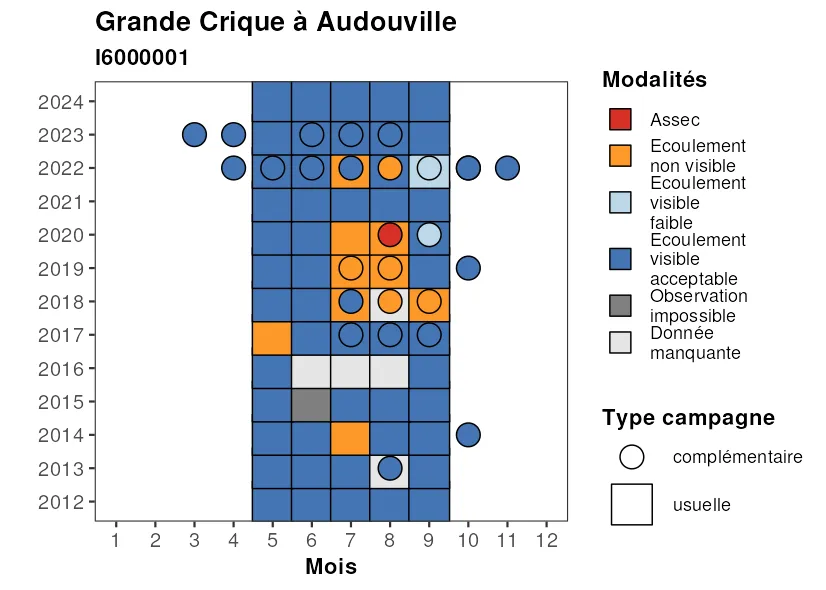 Grande Crique à Audouville
I6000001
2024
2023
2022
2021
2020
2019
2018
2017
2016
2015
2014
2013
2012
1 2 3 4 5 6 7 8 9 10 11 12
Mois
Modalités
Assec
Ecoulement
non visible
Ecoulement
visible
faible
Ecoulement
visible
acceptable
Observation
impossible
Donnée
manquante
Type campagne
complémentaire
usuelle